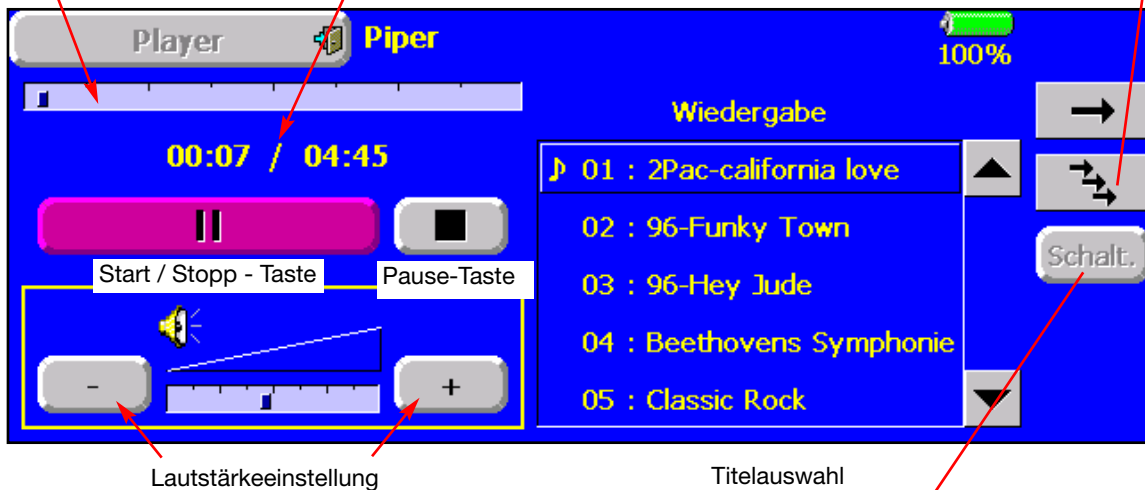 Player
Piper
100%
00:07 / 04:45
Start / Stopp - Taste
Pause-Taste
-
+
Wiedergabe
01 : 2Pac-california love
02 : 96-Funky Town
03 : 96-Hey Jude
04 : Beethovens Symphonie
05 : Classic Rock
Schalt.
Lautstärkeeinstellung
Titelauswahl